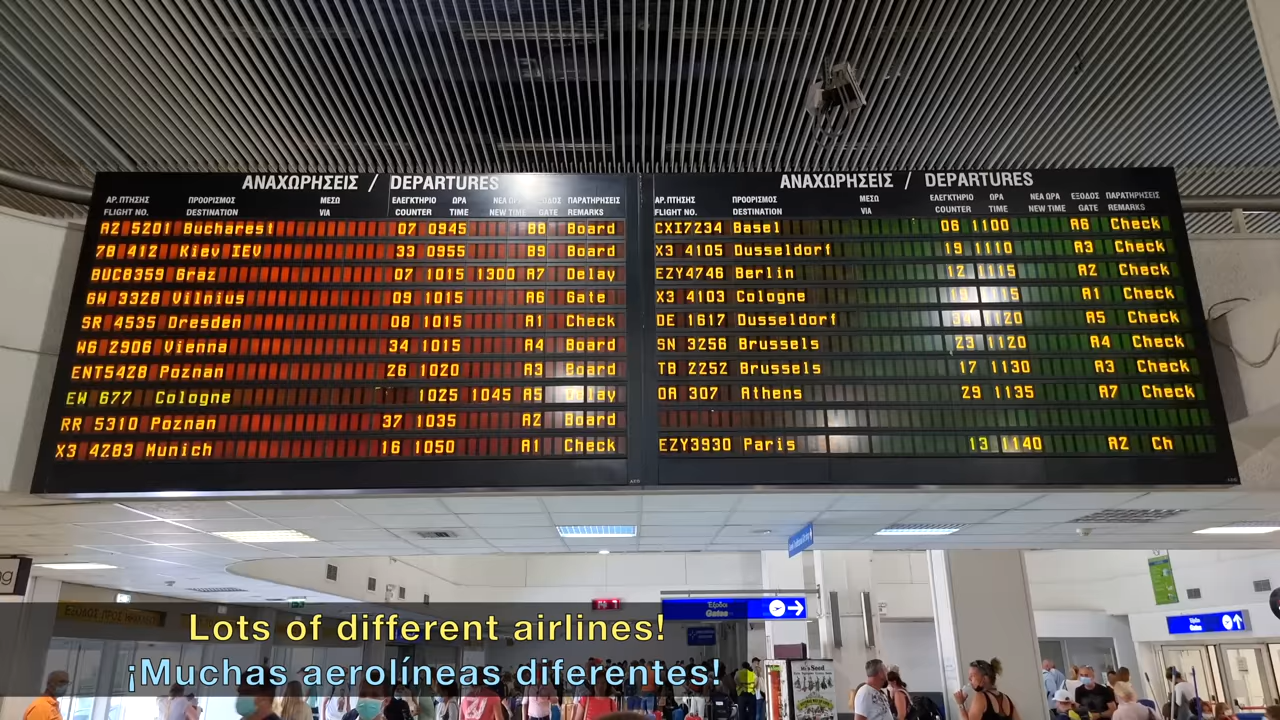 ΑΝΑΧΩΡΗΣΕΙΣ / DEPARTURES
ΑΡ. ΠΤΗΣΗΣ ΠΡΟΟΡΙΣΜΟΣ ΜΕΣΩ ΕΛΕΓΚΤΗΡΙΟ ΩΡΑ ΝΕΑ ΩΡΑ ΕΞΟΔΟΣ ΠΑΡΑΤΗΡΗΣΕΙΣ
FLIGHT NO. DESTINATION VIA COUNTER TIME NEW TIME GATE REMARKS
AZ 5201 Bucharest 07 0945 B8 Board
7B 412 Kiev IEV 33 0955 B9 Board
BUC6359 Graz 07 1015 1300 A7 Delay
GW 3328 Vilnius 09 1015 A6 Gate
SR 4535 Dresden 08 1015 A1 Check
W6 2906 Vienna 34 1015 A4 Board
ENT5428 Poznan 26 1020 A3 Board
EW 677 Cologne 1025 1045 A5 Delay
RR 5310 Poznan 37 1035 A2 Board
X3 4283 Munich 16 1050 A1 Check
ΑΝΑΧΩΡΗΣΕΙΣ / DEPARTURES
ΑΡ. ΠΤΗΣΗΣ ΠΡΟΟΡΙΣΜΟΣ ΜΕΣΩ ΕΛΕΓΚΤΗΡΙΟ ΩΡΑ ΝΕΑ ΩΡΑ ΕΞΟΔΟΣ ΠΑΡΑΤΗΡΗΣΕΙΣ
FLIGHT NO. DESTINATION VIA COUNTER TIME NEW TIME GATE REMARKS
CXI7234 Basel 06 1100 A6 Check
X3 4105 Dusseldorf 19 1110 A3 Check
EZY4746 Berlin 12 1115 A2 Check
X3 4103 Cologne A1 Check
DE 1617 Dusseldorf 1120 A5 Check
SN 3256 Brussels 23 1120 A4 Check
TB 2252 Brussels 17 1130 A3 Check
OA 307 Athens 29 1135 A7 Check
EZY3930 Paris 13 1140 A2 Ch
Έξοδοι
Gates
Lots of different airlines!
¡Muchas aerolíneas diferentes!